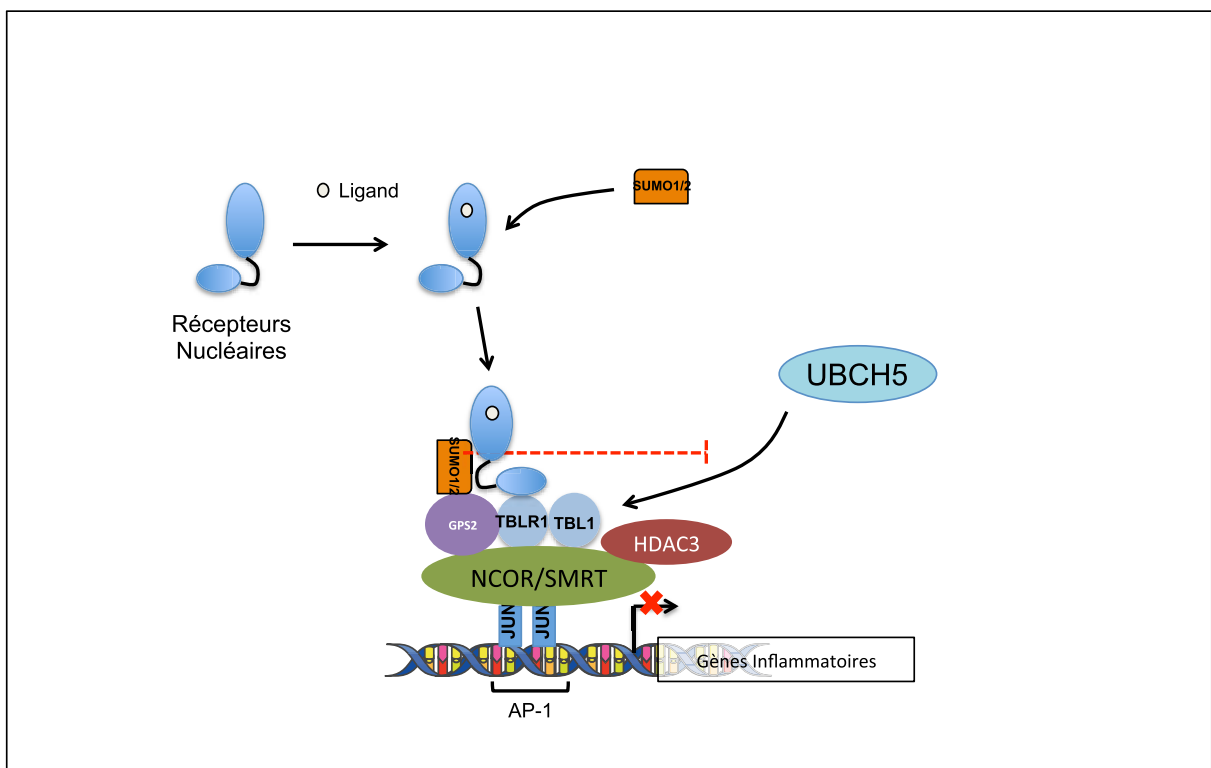 Ligand
SUMO1/2
Récepteurs
Nucléaires
UBCH5
SUMO1/2
GPS2
TBLR1
TBL1
HDAC3
NCOR/SMRT
JUN
JUN
Gènes Inflammatoires
AP-1